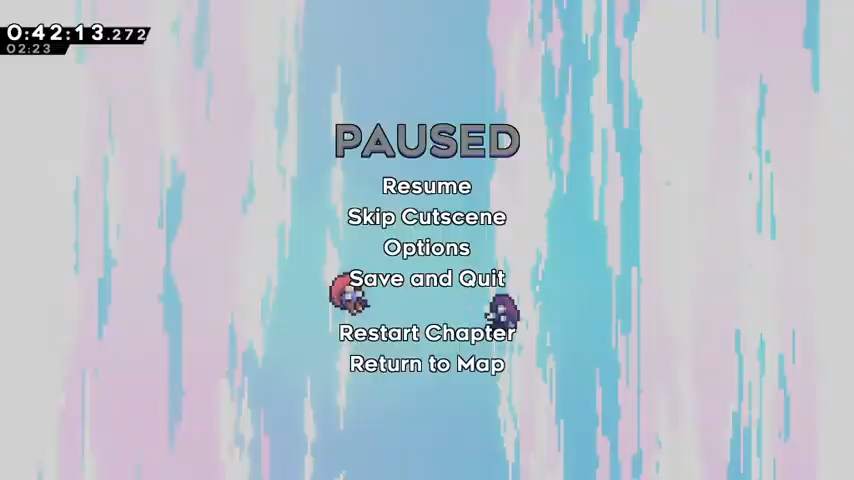 0:42:13.272
02:23
PAUSED
Resume
Skip Cutscene
Options
Save and Quit
Restart Chapter
Return to Map